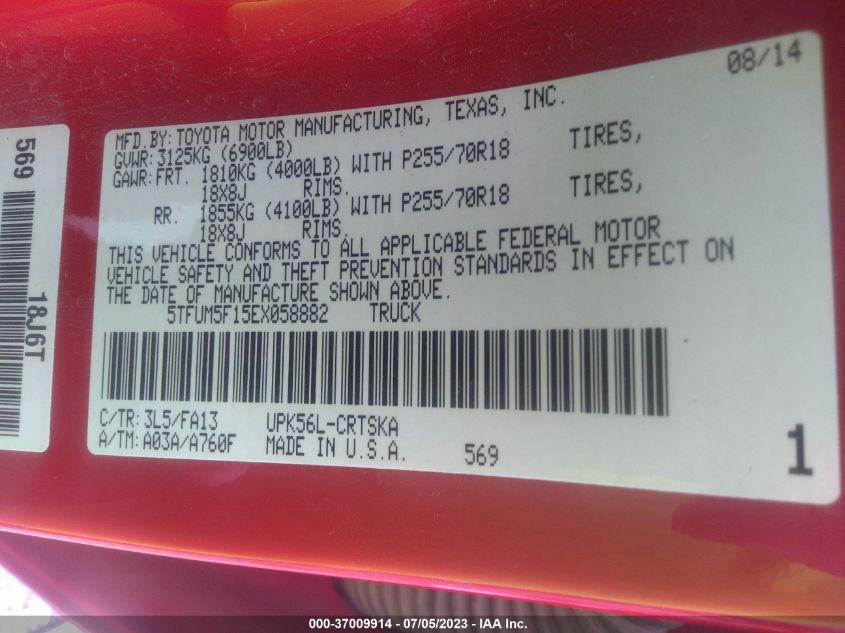 08/14
MFD.BY:TOYOTA MOTOR MANUFACTURING, TEXAS, INC.
GVWR:3125KG (6900LB)
GAWR:FRT. 1810KG (4000LB) WITH P255/70R18 TIRES,
18X8J RIMS.
RR. 1855KG (4100LB) WITH P255/70R18 TIRES,
18X8J RIMS.
THIS VEHICLE CONFORMS TO ALL APPLICABLE FEDERAL MOTOR
VEHICLE SAFETY AND THEFT PREVENTION STANDARDS IN EFFECT ON
THE DATE OF MANUFACTURE SHOWN ABOVE.
5TFUM5F15EX058882 TRUCK
C/TR:3L5/FA13 UPK56L-CRTSKA
A/TM:A03A/A760F MADE IN U.S.A. 569
1
569
18J6T
000-37009914 - 07/05/2023 - IAA Inc.